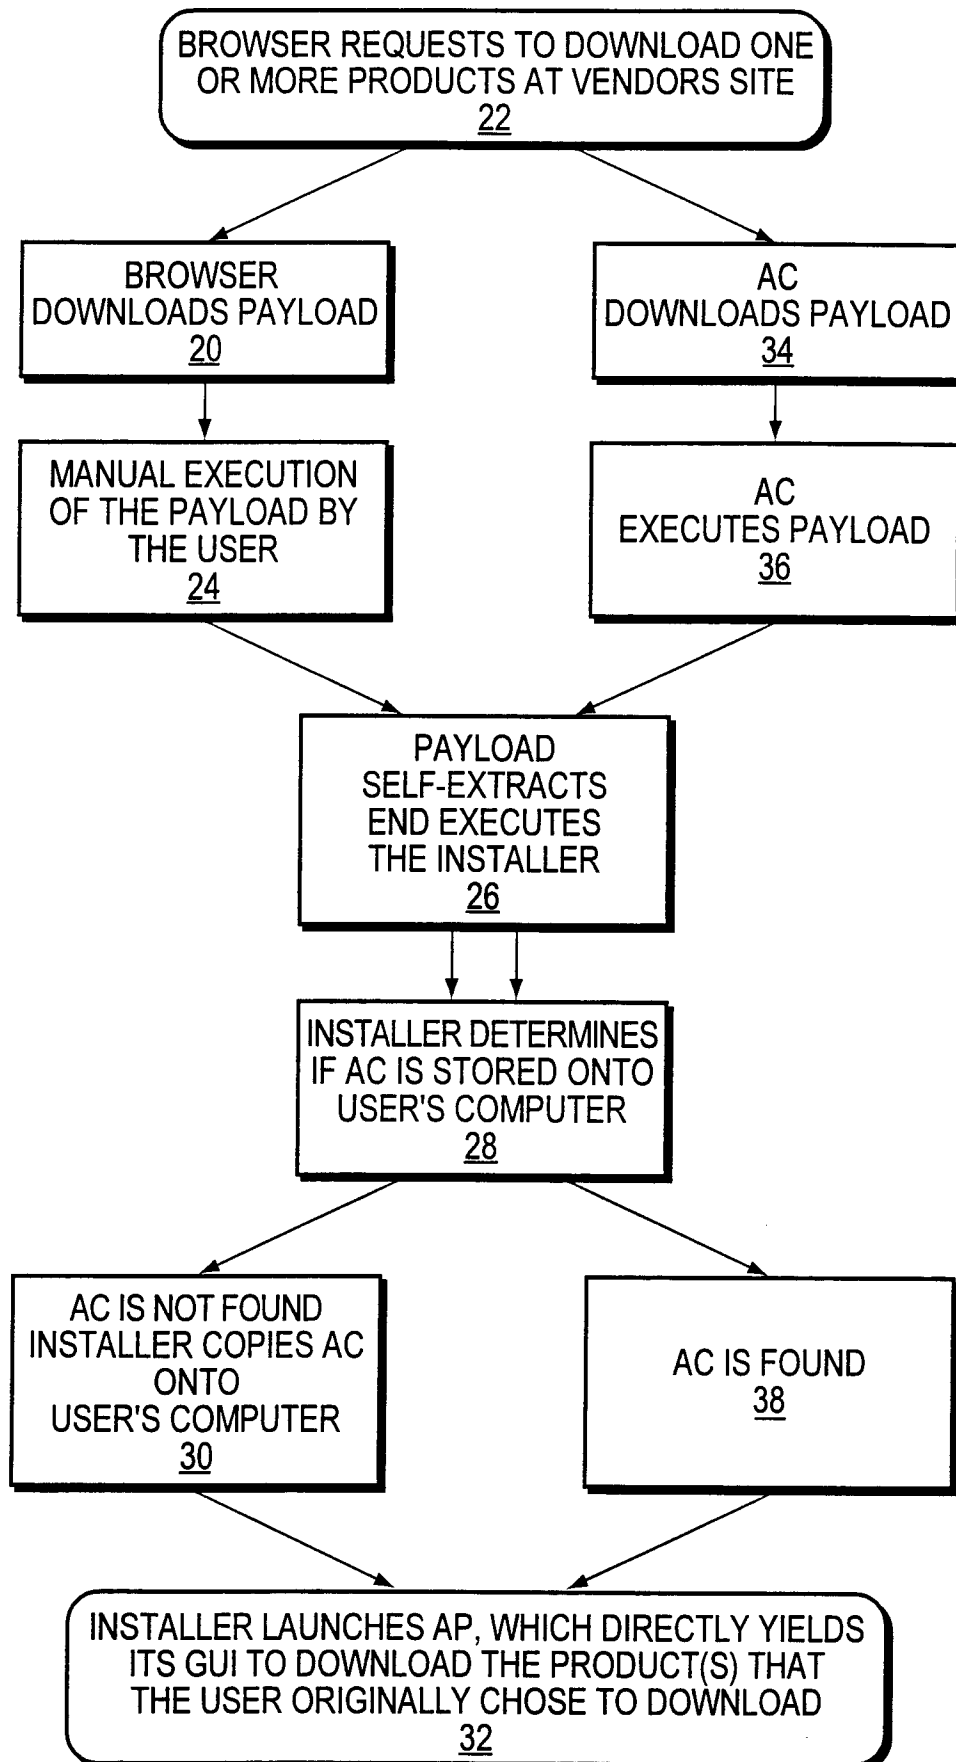 BROWSER REQUESTS TO DOWNLOAD ONE
OR MORE PRODUCTS AT VENDORS SITE
22
BROWSER
DOWNLOADS PAYLOAD
20
AC
DOWNLOADS PAYLOAD
34
MANUAL EXECUTION
OF THE PAYLOAD BY
THE USER
24
AC
EXECUTES PAYLOAD
36
PAYLOAD
SELF-EXTRACTS
END EXECUTES
THE INSTALLER
26
INSTALLER DETERMINES
IF AC IS STORED ONTO
USER'S COMPUTER
28
AC IS NOT FOUND
INSTALLER COPIES AC
ONTO
USER'S COMPUTER
30
AC IS FOUND
38
INSTALLER LAUNCHES AP, WHICH DIRECTLY YIELDS
ITS GUI TO DOWNLOAD THE PRODUCT(S) THAT
THE USER ORIGINALLY CHOSE TO DOWNLOAD
32